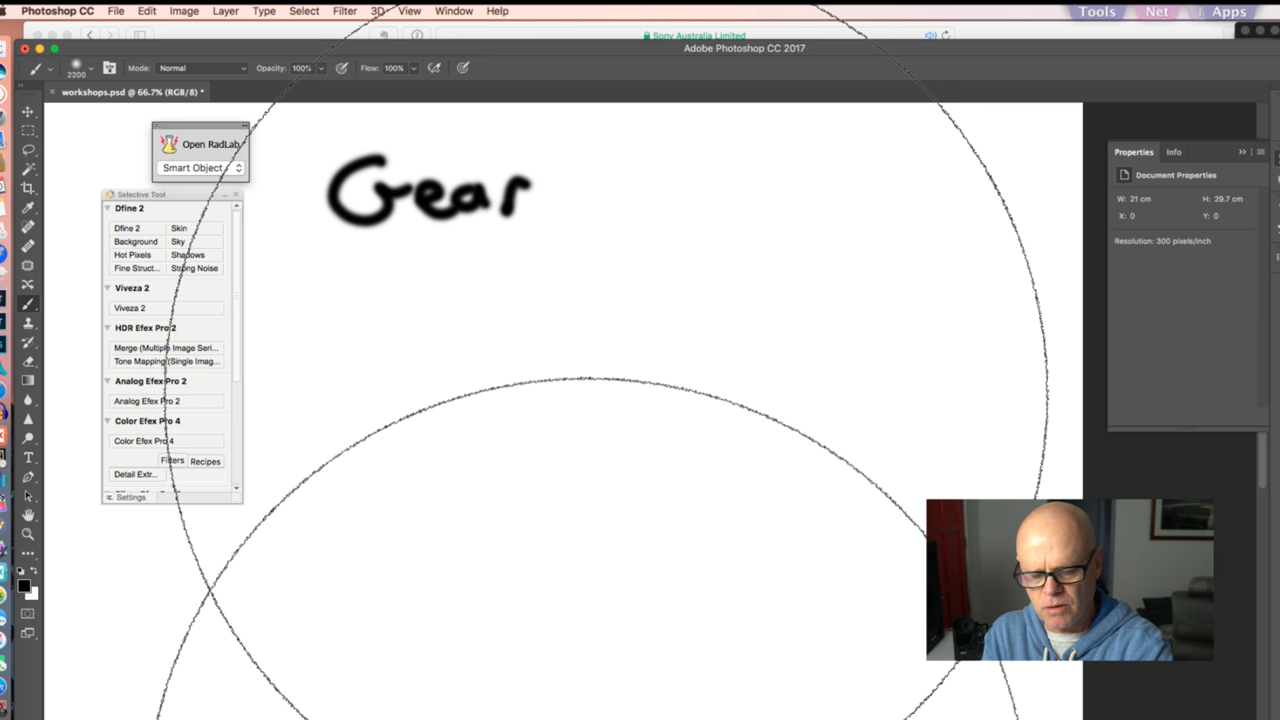 Photoshop CC File Edit Image Layer Type Select Filter 3D View Window Help Tools Net Apps
Sony Australia Limited
Adobe Photoshop CC 2017
2200 Mode: Normal Opacity: 100% Flow: 100%
workshops.psd @ 66.7% (RGB/8) *
Open RadLab
Smart Object
Gear
Selective Tool
Dfine 2
Dfine 2 Skin
Background Sky
Hot Pixels Shadows
Fine Struct... Strong Noise
Viveza 2
Viveza 2
HDR Efex Pro 2
Merge (Multiple Image Seri...
Tone Mapping (Single Imag...
Analog Efex Pro 2
Analog Efex Pro 2
Color Efex Pro 4
Color Efex Pro 4
Filters Recipes
Detail Extr...
Settings
Properties Info
Document Properties
W: 21 cm H: 29.7 cm
X: 0 Y: 0
Resolution: 300 pixels/inch